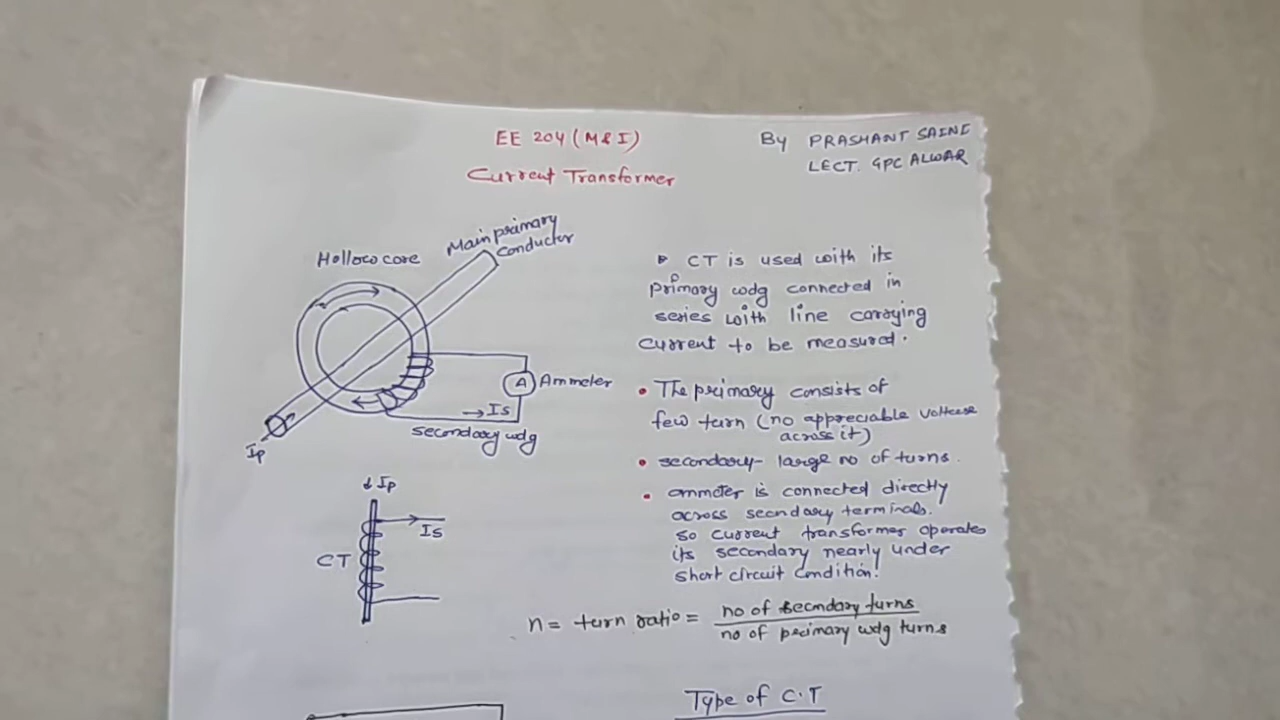 EE 204 (M & I)
Current Transformer
By PRASHANT SAINI
LECT. GPC ALWAR
Hollow core
Main primary
conductor
A
Ammeter
→ Is
secondary wdg
Ip
Ip
Is
CT
CT is used with its
primary wdg connected in
series with line carrying
current to be measured.
• The primary consists of
few turn (no appreciable voltage
across it)
• secondary - large no of turns.
• ammeter is connected directly
across secndary terminals.
so current transformer operates
its secondary nearly under
short circuit condition.
n = turn ratio = no of secndary turns
no of primary wdg turns
Type of C.T